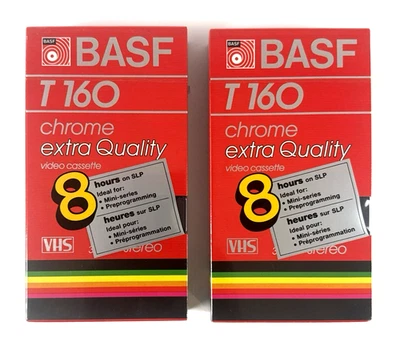 BASF
T 160
chrome
extra Quality
video cassette
8 hours on SLP
Ideal for:
• Mini-series
• Preprogramming
heures sur SLP
Idéal pour:
• Mini-séries
• Préprogrammation
VHS
stereo
BASF
T 160
chrome
extra Quality
video cassette
8 hours on SLP
Ideal for:
• Mini-series
• Preprogramming
heures sur SLP
Idéal pour:
• Mini-séries
• Préprogrammation
VHS
stereo